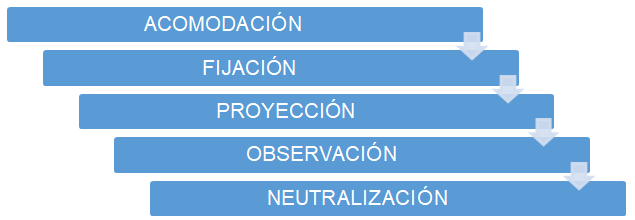 ACOMODACIÓN
FIJACIÓN
PROYECCIÓN
OBSERVACIÓN
NEUTRALIZACIÓN